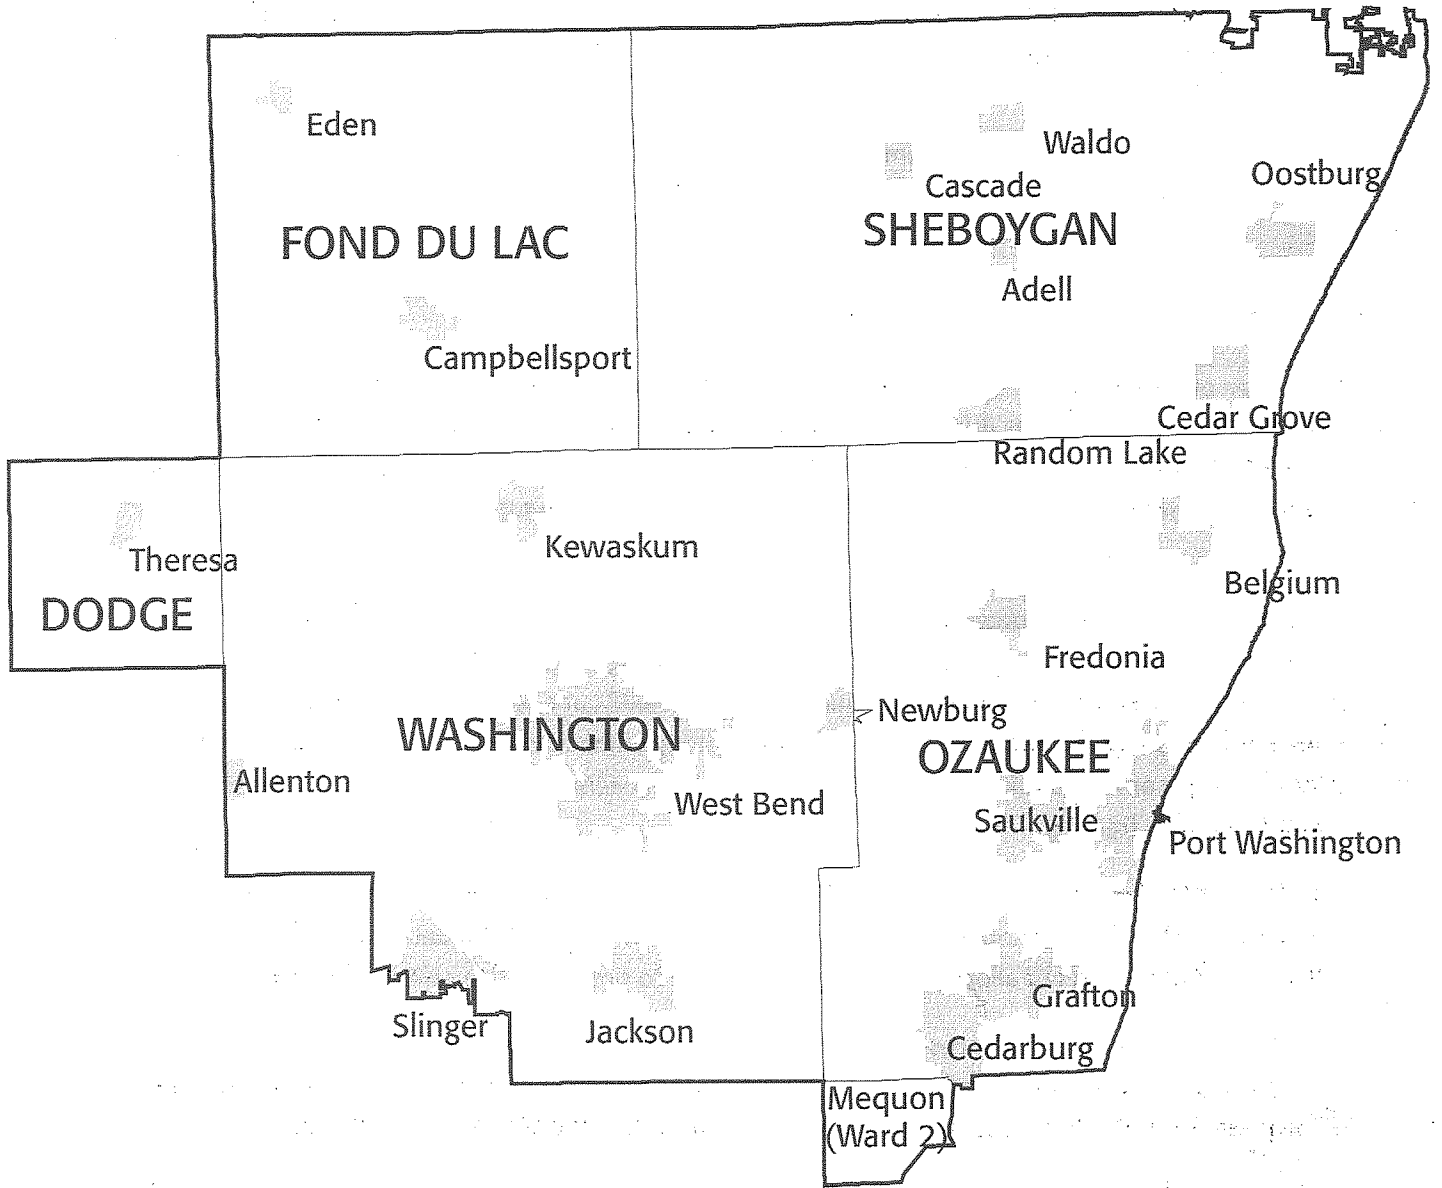 Eden
Waldo
Cascade
Oostburg
FOND DU LAC
SHEBOYGAN
Adell
Campbellsport
Cedar Grove
Random Lake
Theresa
Kewaskum
DODGE
Belgium
Fredonia
Newburg
WASHINGTON
OZAUKEE
Allenton
West Bend
Saukville
Port Washington
Grafton
Slinger
Jackson
Cedarburg
Mequon
(Ward 2)